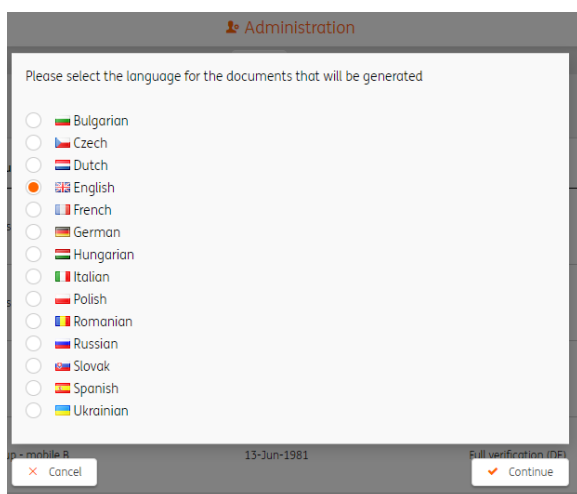 Administration
Please select the language for the documents that will be generated
Bulgarian
Czech
Dutch
English
French
German
Hungarian
Italian
Polish
Romanian
Russian
Slovak
Spanish
Ukrainian
- mobile B 13-Jun-1981 Full verification (DE)
Cancel Continue